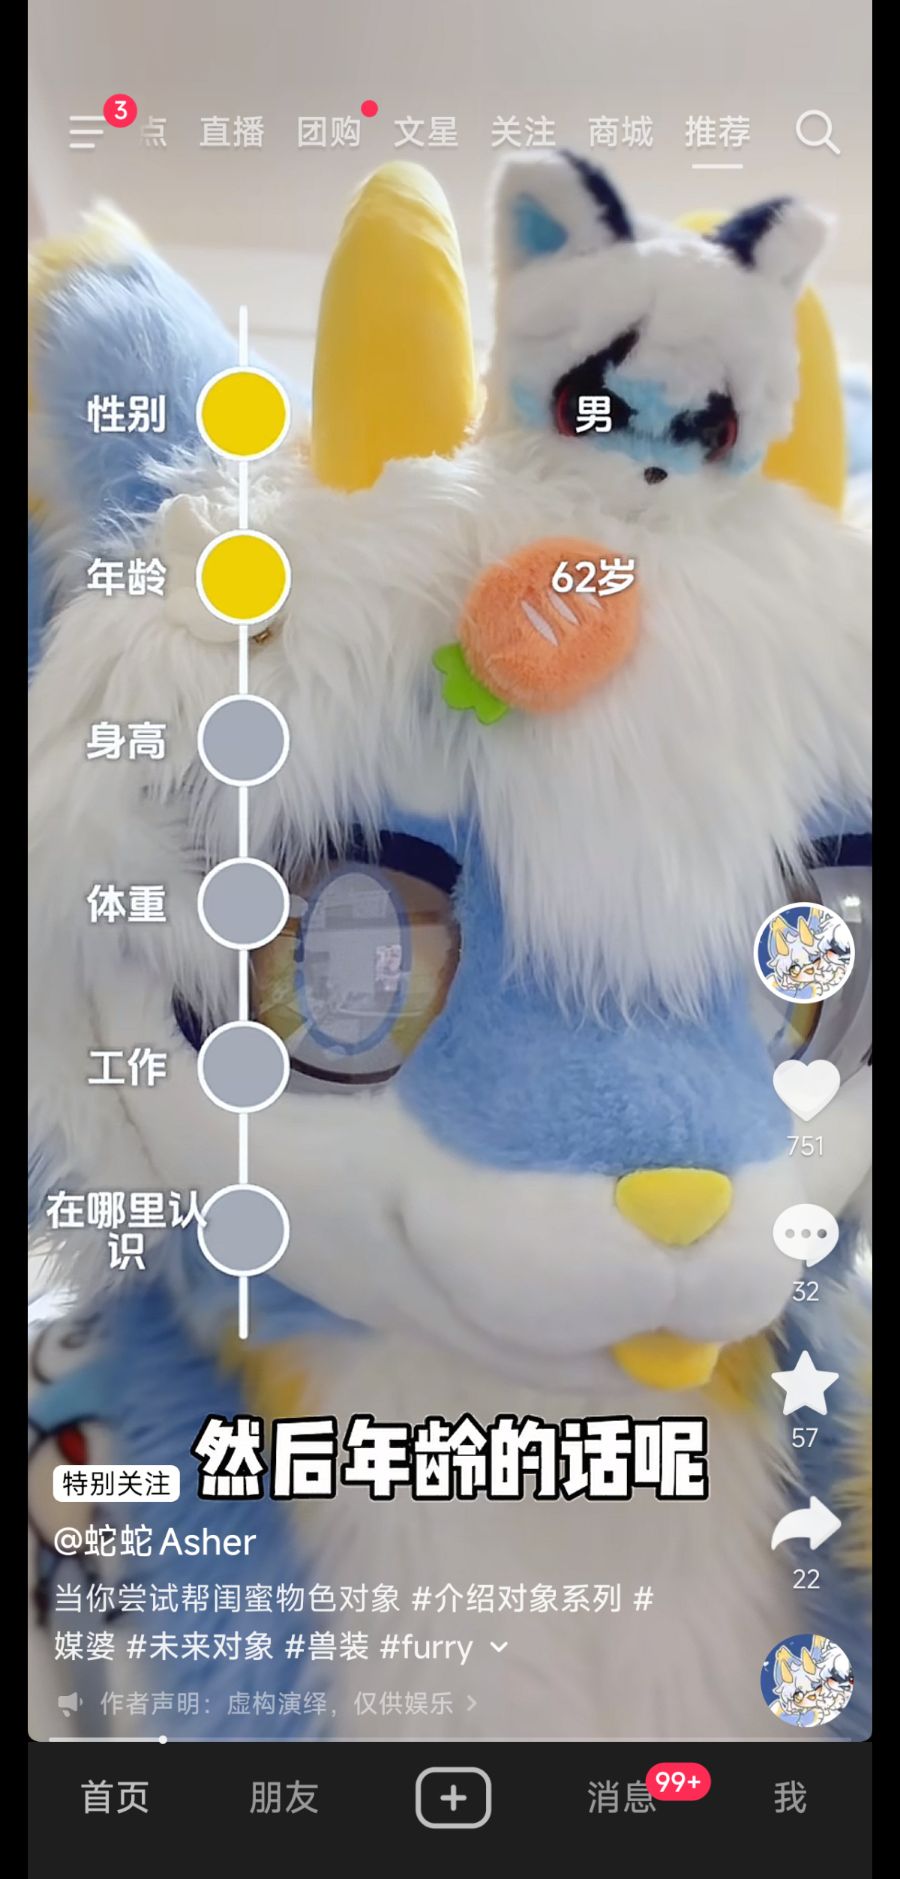 3
点 直播 团购 文星 关注 商城 推荐
性别 男
年龄 62岁
身高
体重
工作
在哪里认
识
751
32
57
22
然后年龄的话呢
特别关注
@蛇蛇Asher
当你尝试帮闺蜜物色对象 #介绍对象系列 #
媒婆 #未来对象 #兽装 #furry
作者声明：虚构演绎，仅供娱乐
首页 朋友 消息 99+ 我